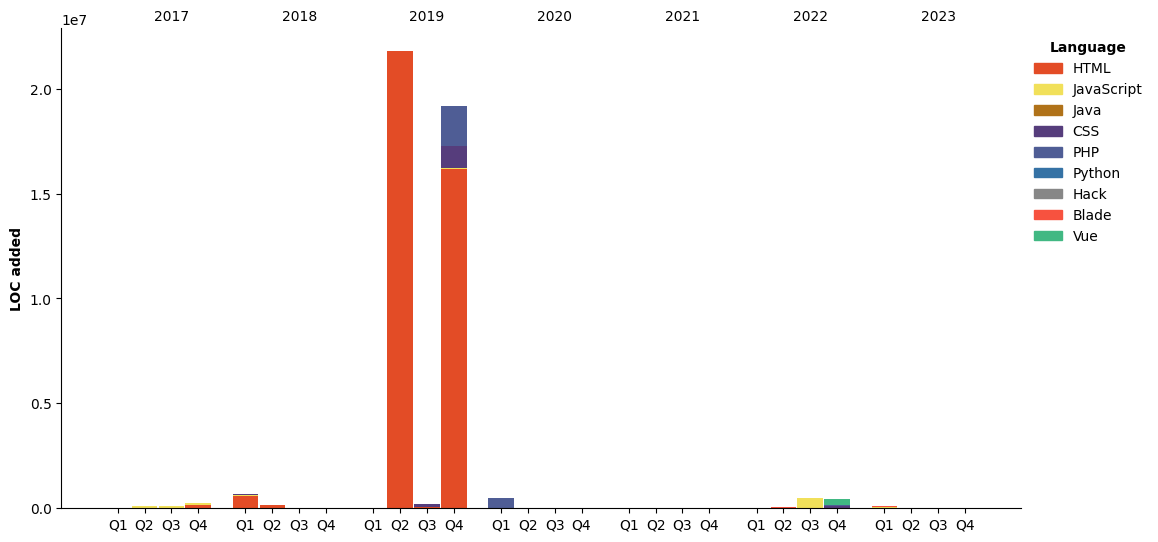 1e7
2017 2018 2019 2020 2021 2022 2023
LOC added
2.0
1.5
1.0
0.5
0.0
Q1 Q2 Q3 Q4 Q1 Q2 Q3 Q4 Q1 Q2 Q3 Q4 Q1 Q2 Q3 Q4 Q1 Q2 Q3 Q4 Q1 Q2 Q3 Q4 Q1 Q2 Q3 Q4
Language
HTML
JavaScript
Java
CSS
PHP
Python
Hack
Blade
Vue